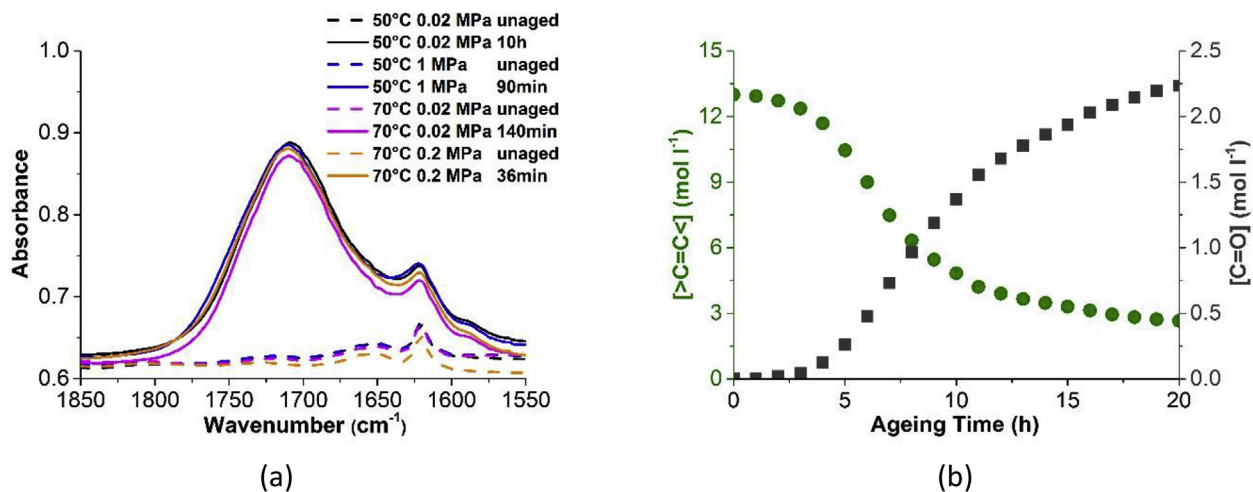 50°C 0.02 MPa unaged
50°C 0.02 MPa 10h
50°C 1 MPa unaged
50°C 1 MPa 90min
70°C 0.02 MPa unaged
70°C 0.02 MPa 140min
70°C 0.2 MPa unaged
70°C 0.2 MPa 36min
1.0
0.9
0.8
0.7
0.6
Absorbance
1850 1800 1750 1700 1650 1600 1550
Wavenumber (cm⁻¹)
(a)
15
12
9
6
3
0
[>C=C<] (mol l⁻¹)
2.5
2.0
1.5
1.0
0.5
0.0
[C=O] (mol l⁻¹)
0 5 10 15 20
Ageing Time (h)
(b)